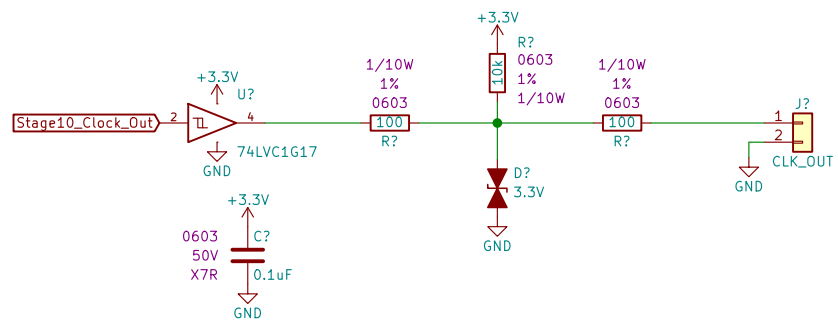 +3.3V
R?
0603
1%
1/10W
10k
1/10W
1%
0603
100
R?
1/10W
1%
0603
100
R?
+3.3V
U?
Stage10_Clock_Out
2
4
74LVC1G17
GND
J?
1
2
CLK_OUT
GND
D?
3.3V
GND
+3.3V
0603
50V
X7R
C?
0.1uF
GND